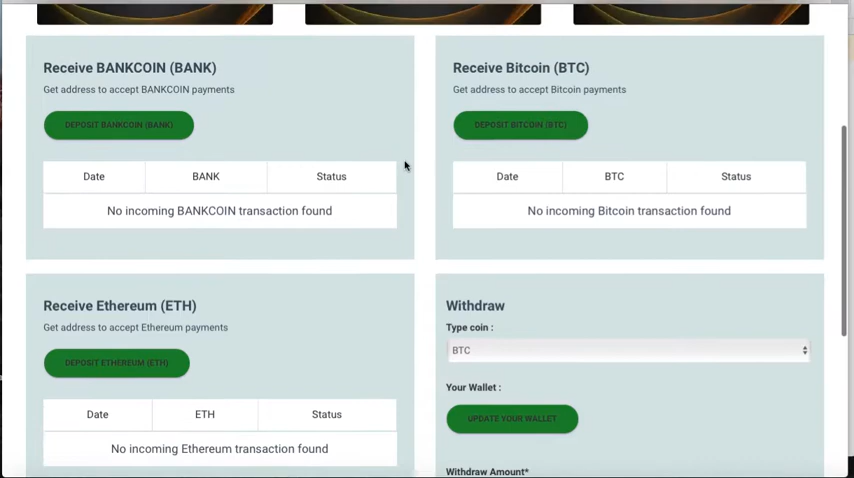 Receive BANKCOIN (BANK)
Get address to accept BANKCOIN payments
DEPOSIT BANKCOIN (BANK)
Date BANK Status
No incoming BANKCOIN transaction found
Receive Bitcoin (BTC)
Get address to accept Bitcoin payments
DEPOSIT BITCOIN (BTC)
Date BTC Status
No incoming Bitcoin transaction found
Receive Ethereum (ETH)
Get address to accept Ethereum payments
DEPOSIT ETHEREUM (ETH)
Date ETH Status
No incoming Ethereum transaction found
Withdraw
Type coin :
BTC
Your Wallet :
UPDATE YOUR WALLET
Withdraw Amount*